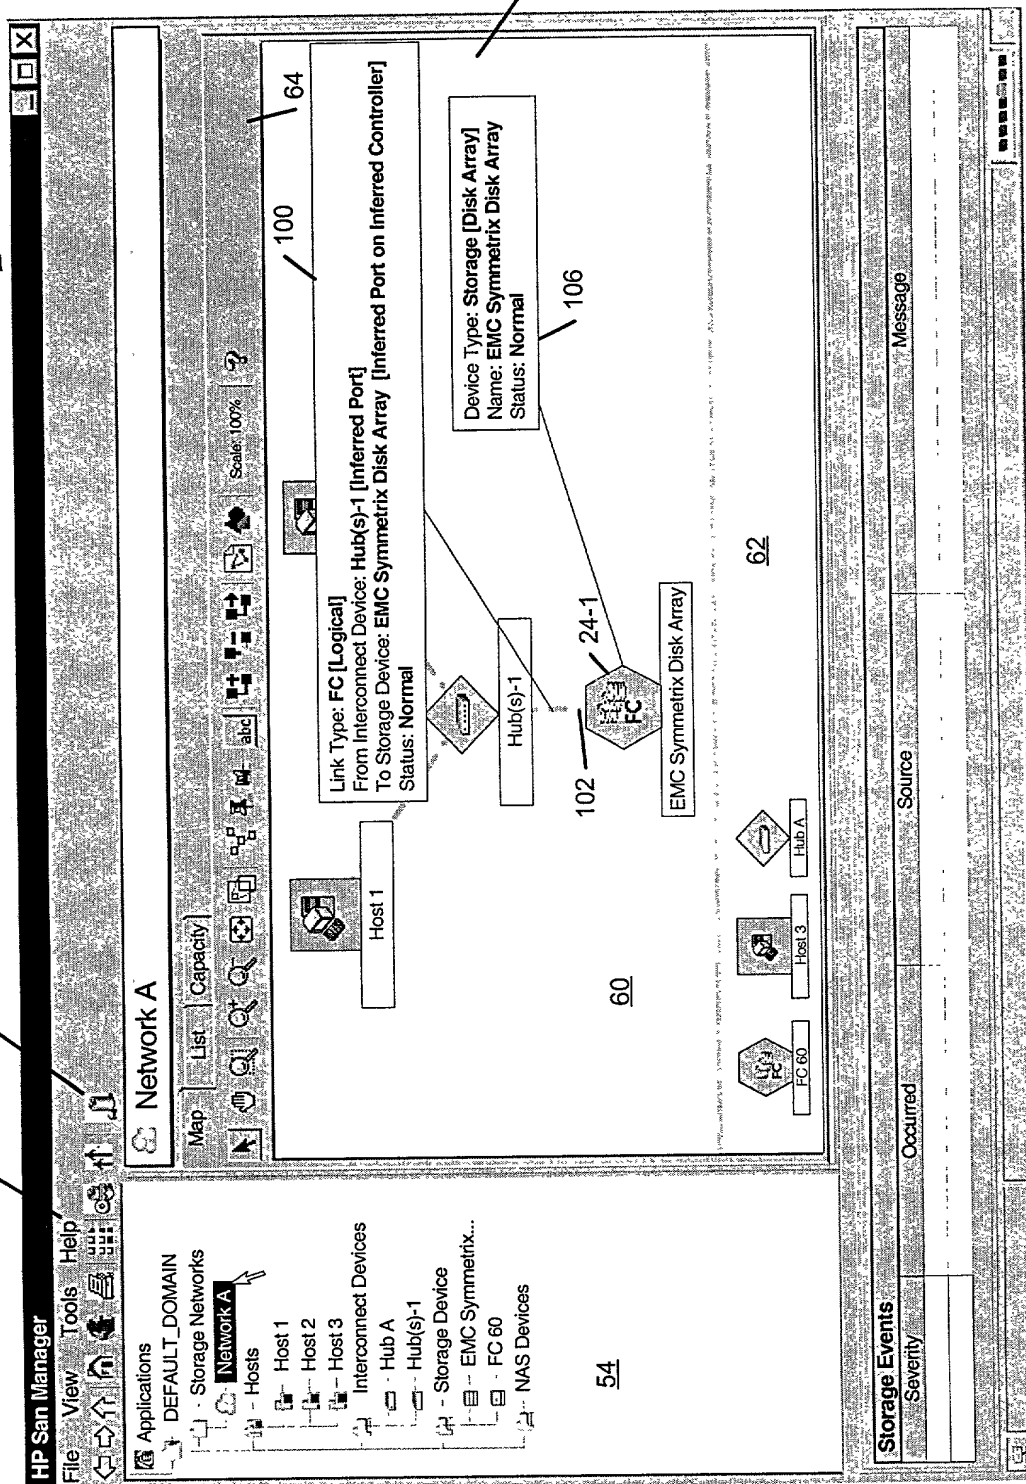 HP San Manager
File View Tools Help
Applications
DEFAULT_DOMAIN
Storage Networks
Network A
Hosts
Host 1
Host 2
Host 3
Interconnect Devices
Hub A
Hub(s)-1
Storage Device
EMC Symmetrix...
FC 60
NAS Devices
54
Network A
Map List Capacity
abc
Scale: 100% ?
64
100
Link Type: FC [Logical]
From Interconnect Device: Hub(s)-1 [Inferred Port]
To Storage Device: EMC Symmetrix Disk Array [Inferred Port on Inferred Controller]
Status: Normal
Host 1
Hub(s)-1
Device Type: Storage [Disk Array]
Name: EMC Symmetrix Disk Array
Status: Normal
106
102
24-1
FC
EMC Symmetrix Disk Array
60
62
FC
FC 60
Host 3
Hub A
Storage Events
Severity Occurred Source Message